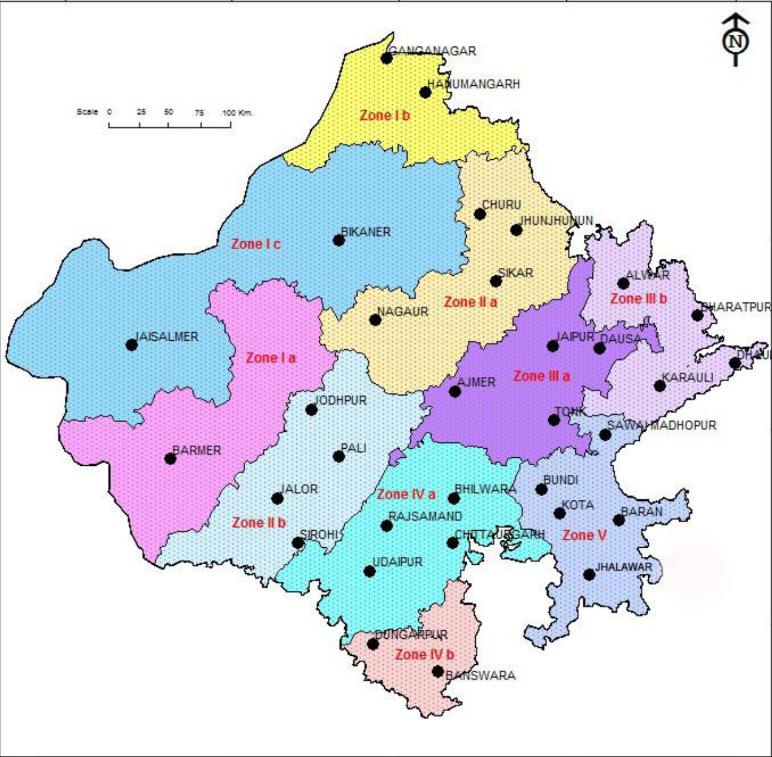 N
GANGANAGAR
HANUMANGARH
Scale 0 25 50 75 100 Km.
Zone I b
CHURU
JHUNJHUNUN
BIKANER
Zone I c
SIKAR
ALWAR
Zone II a
Zone III b
NAGAUR
BHARATPUR
JAISALMER
JAIPUR
DAUSA
Zone I a
DHAU
Zone III a
KARAULI
AJMER
JODHPUR
TONK
SAWAI MADHOPUR
BARMER
PALI
BUNDI
JALOR
Zone IV a
BHILWARA
KOTA
BARAN
Zone II b
RAJSAMAND
SIROHI
CHITTAURGARH
Zone V
UDAIPUR
JHALAWAR
DUNGARPUR
Zone IV b
BANSWARA